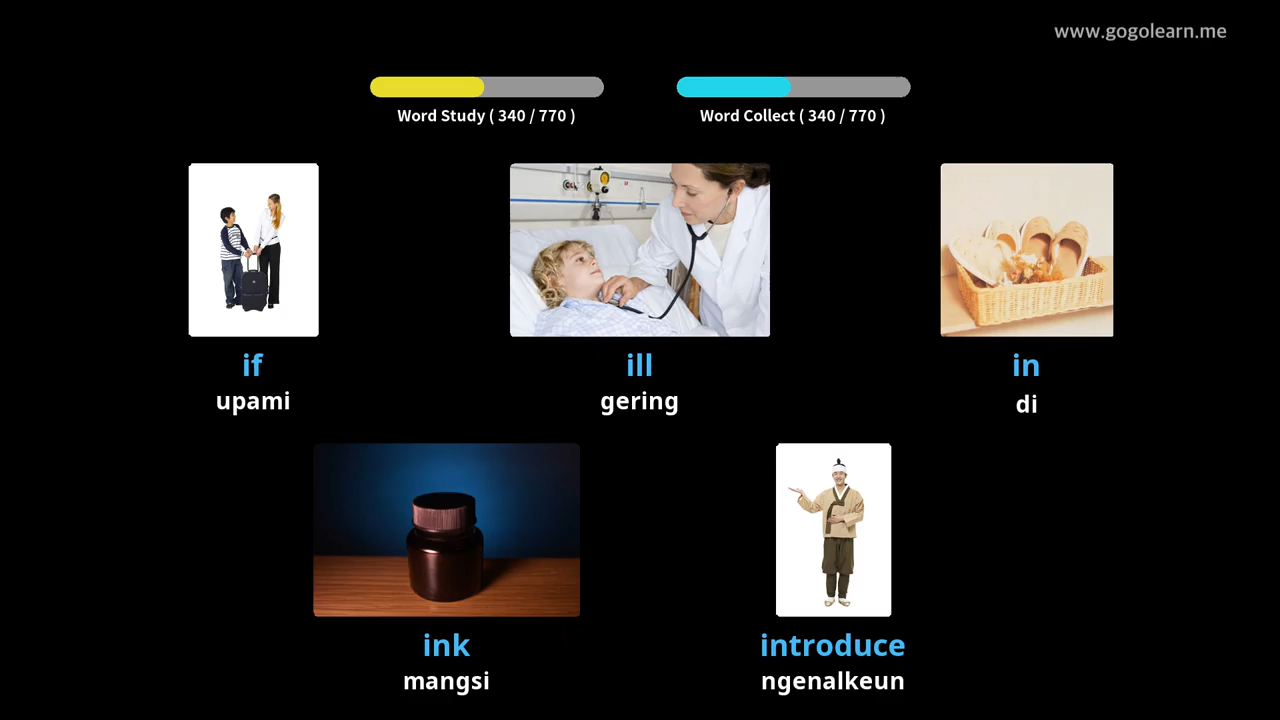 www.gogolearn.me
Word Study ( 340 / 770 )
Word Collect ( 340 / 770 )
if
upami
ill
gering
in
di
ink
mangsi
introduce
ngenalkeun